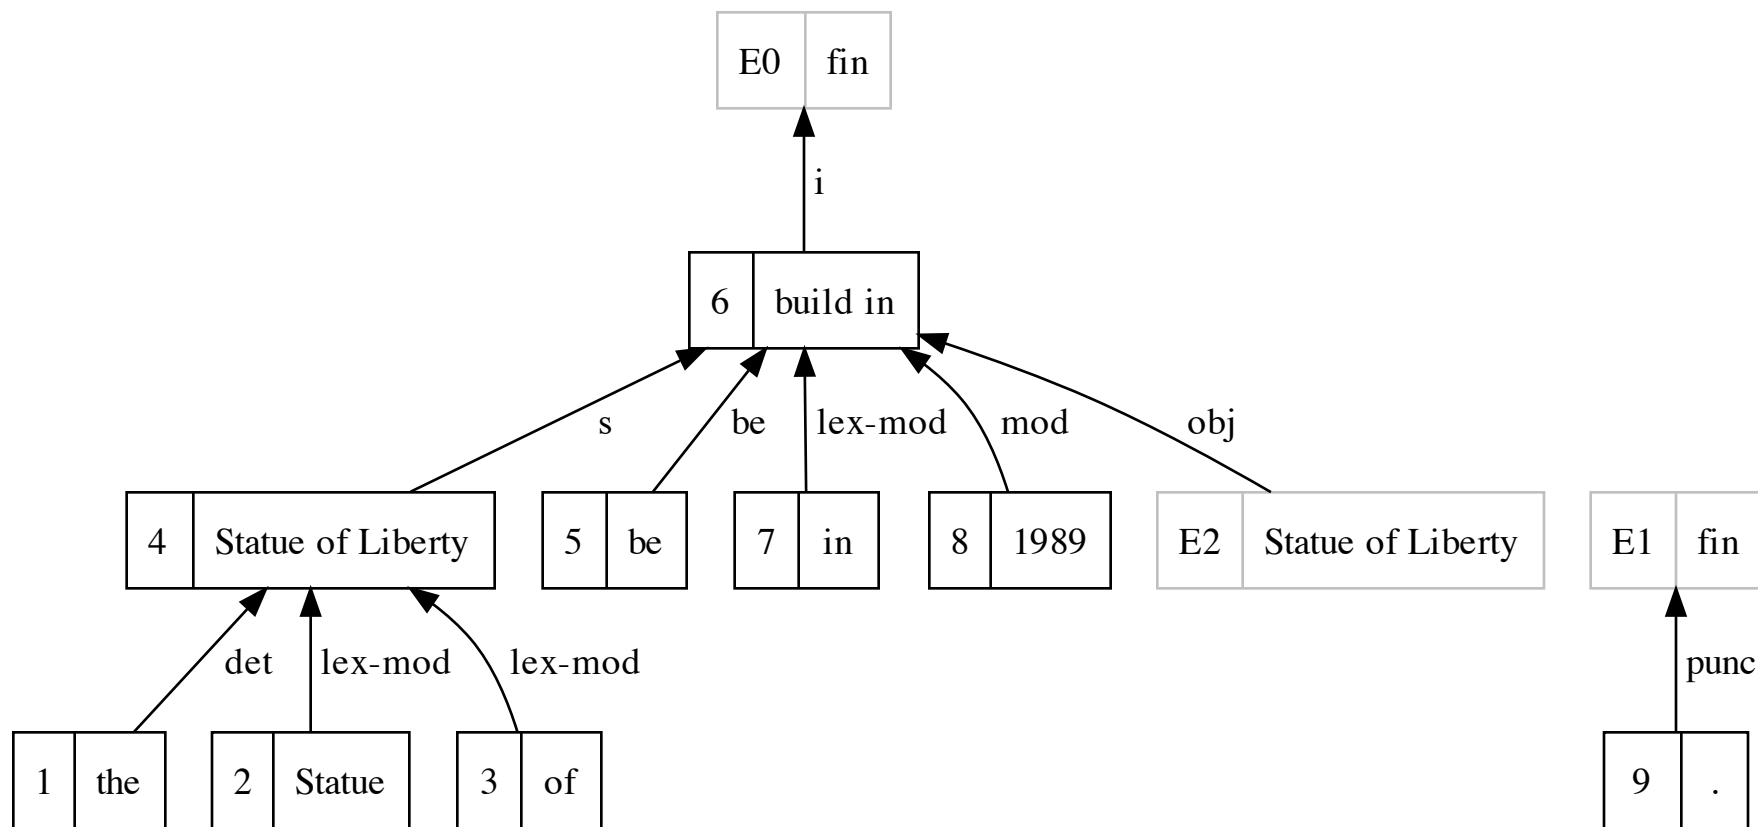 E0 fin
i
6 build in
s be lex-mod mod obj
4 Statue of Liberty 5 be 7 in 8 1989 E2 Statue of Liberty E1 fin
det lex-mod lex-mod punc
1 the 2 Statue 3 of 9 .